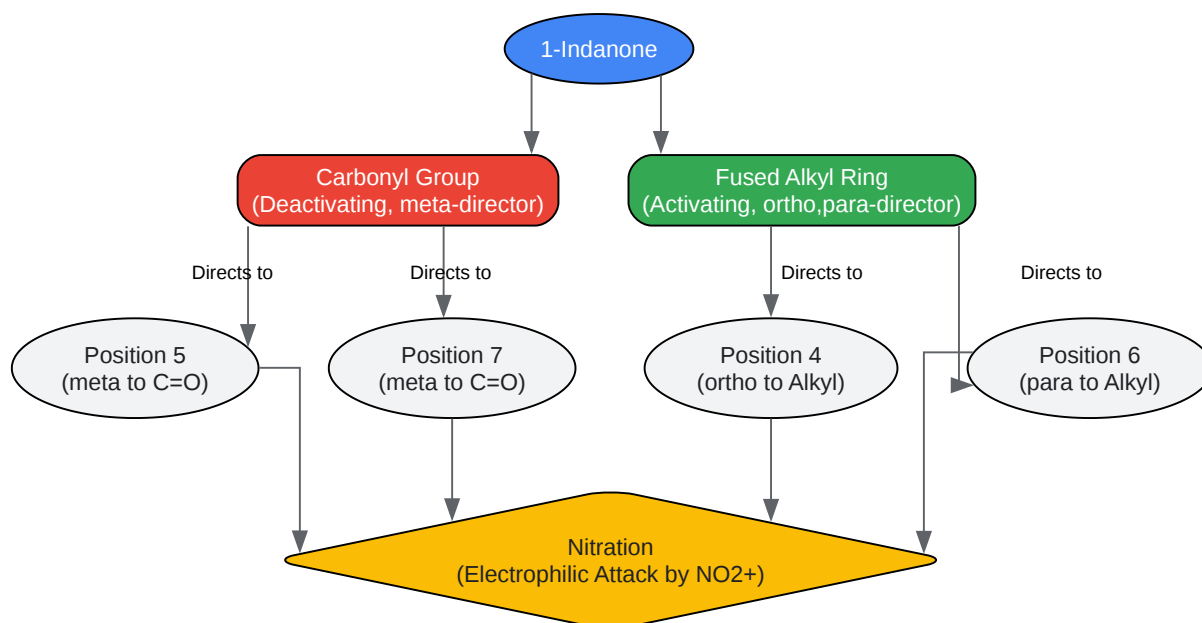 1-Indanone
Carbonyl Group
(Deactivating, meta-director)
Fused Alkyl Ring
(Activating, ortho,para-director)
Directs to
Directs to
Directs to
Directs to
Position 5
(meta to C=O)
Position 7
(meta to C=O)
Position 4
(ortho to Alkyl)
Position 6
(para to Alkyl)
Nitration
(Electrophilic Attack by NO2+)